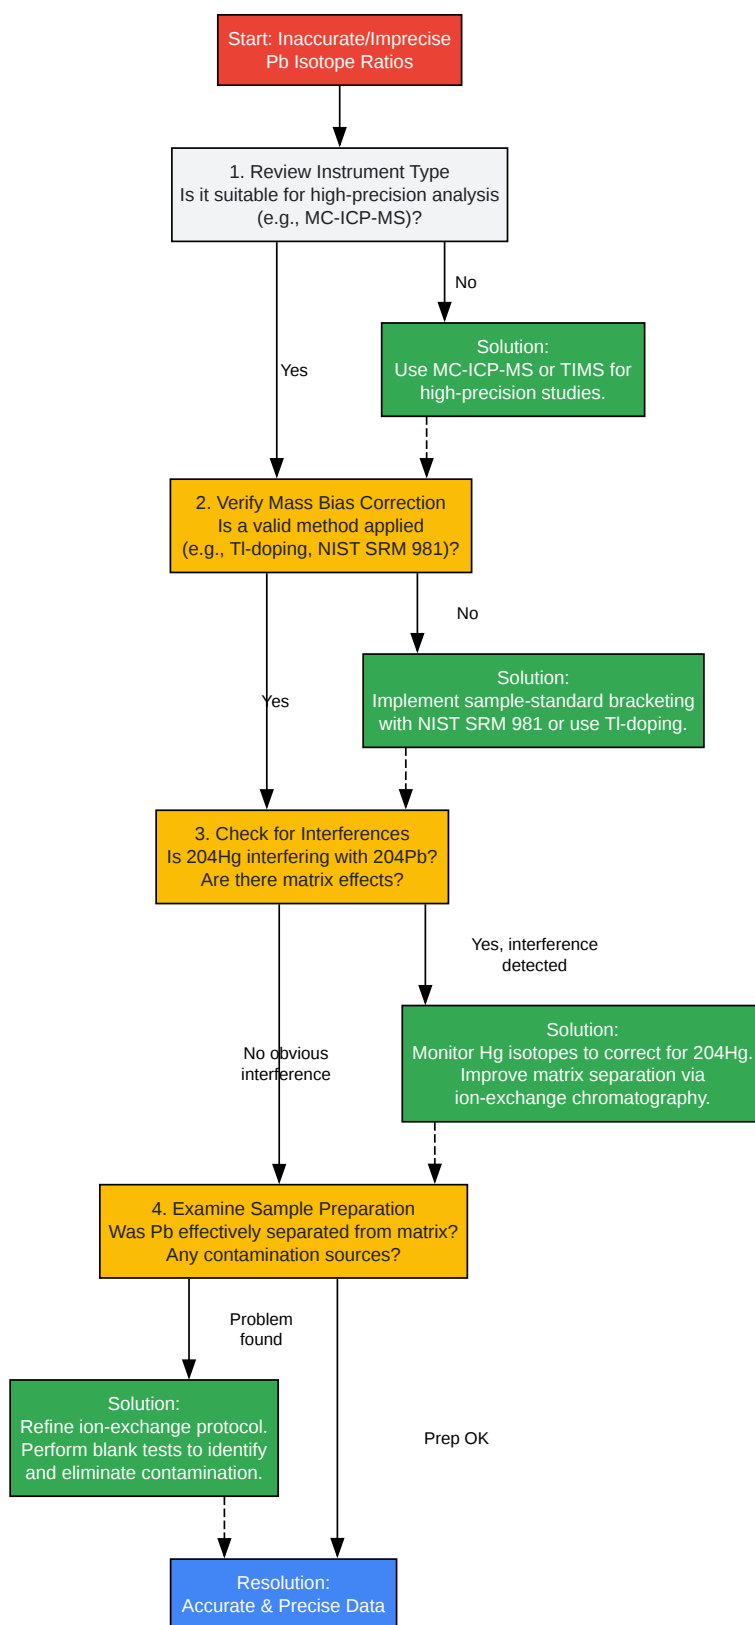 Start: Inaccurate/Imprecise
Pb Isotope Ratios
1. Review Instrument Type
Is it suitable for high-precision analysis
(e.g., MC-ICP-MS)?
No
Solution:
Use MC-ICP-MS or TIMS for
high-precision studies.
Yes
2. Verify Mass Bias Correction
Is a valid method applied
(e.g., Tl-doping, NIST SRM 981)?
No
Solution:
Implement sample-standard bracketing
with NIST SRM 981 or use Tl-doping.
Yes
3. Check for Interferences
Is 204Hg interfering with 204Pb?
Are there matrix effects?
Yes, interference
detected
Solution:
Monitor Hg isotopes to correct for 204Hg.
Improve matrix separation via
ion-exchange chromatography.
No obvious
interference
4. Examine Sample Preparation
Was Pb effectively separated from matrix?
Any contamination sources?
Problem
found
Solution:
Refine ion-exchange protocol.
Perform blank tests to identify
and eliminate contamination.
Prep OK
Resolution:
Accurate & Precise Data